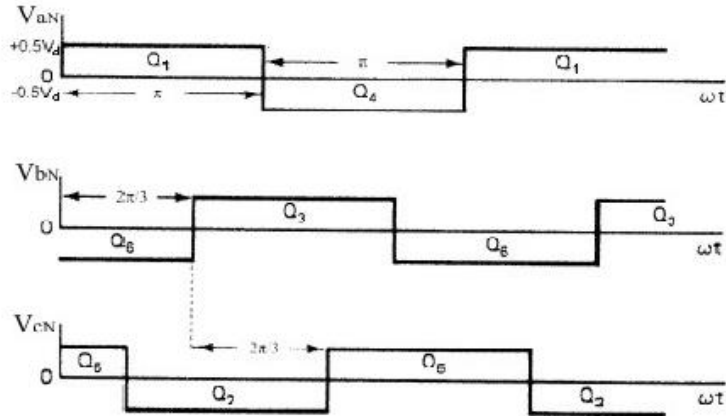 VaN
+0.5Vd
Q1 π Q1
0
-0.5Vd π Q4 ωt
VbN
2π/3 Q3 Q3
0
Q6 Q6 ωt
VcN
Q5 2π/3 Q5
0
Q2 Q2 ωt